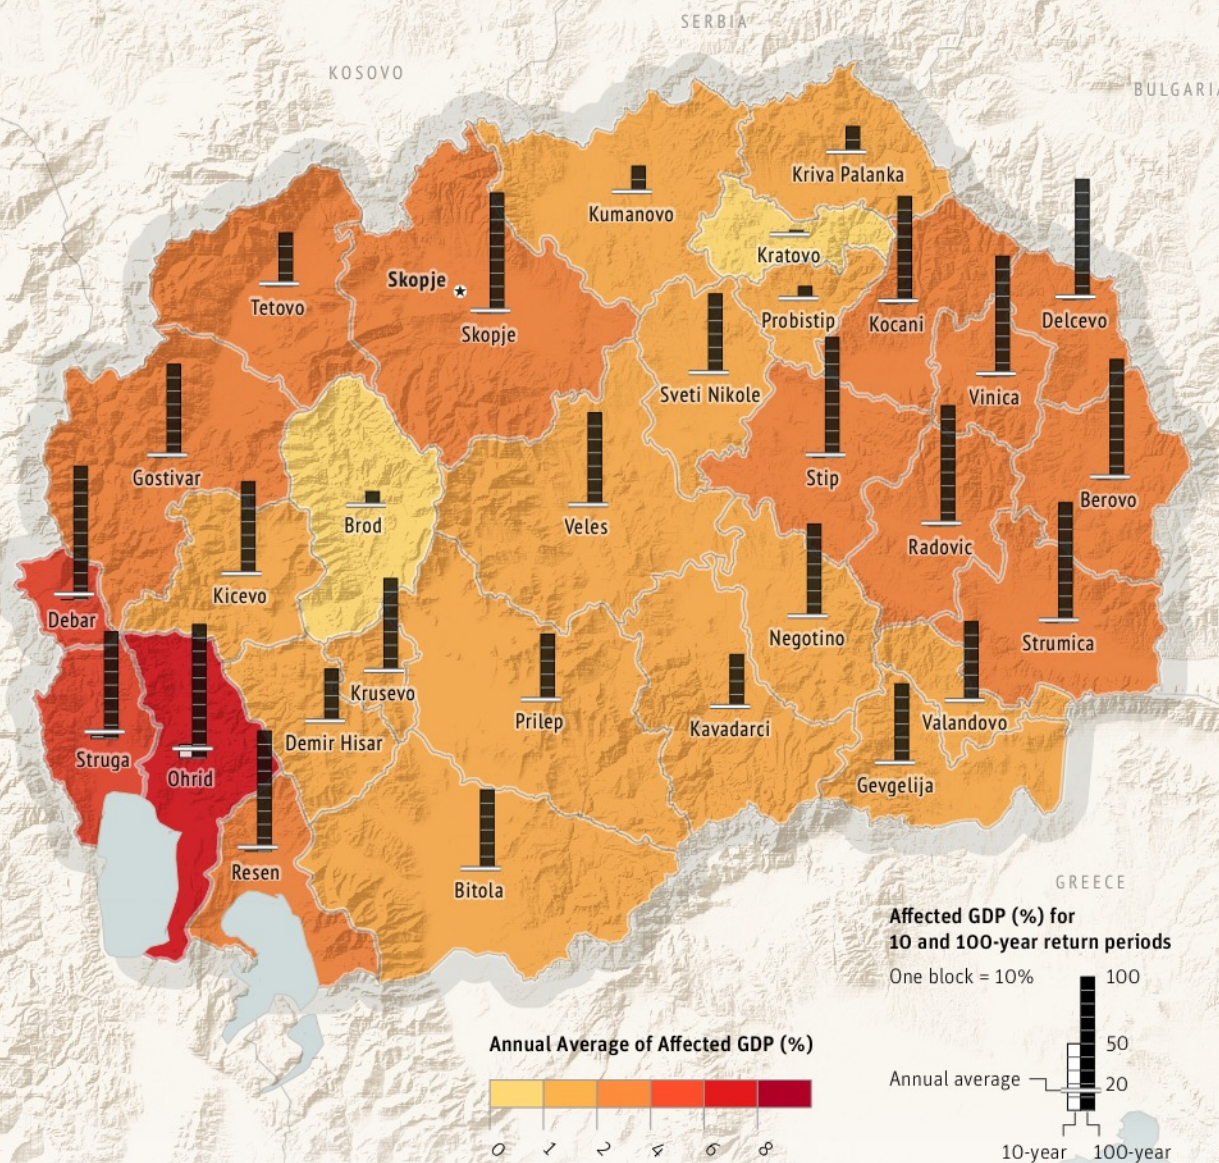 SERBIA
KOSOVO
BULGARIA
Kriva Palanka
Kumanovo
Kratovo
Skopje
Tetovo
Skopje
Probistip
Kocani
Delcevo
Sveti Nikole
Vinica
Gostivar
Stip
Berovo
Brod
Veles
Radovic
Kicevo
Debar
Negotino
Strumica
Krusevo
Prilep
Kavadarci
Valandovo
Demir Hisar
Struga
Ohrid
Gevgelija
Resen
Bitola
GREECE
Affected GDP (%) for
10 and 100-year return periods
One block = 10%
100
50
Annual average
20
10-year
100-year
Annual Average of Affected GDP (%)
0 1 2 4 6 8